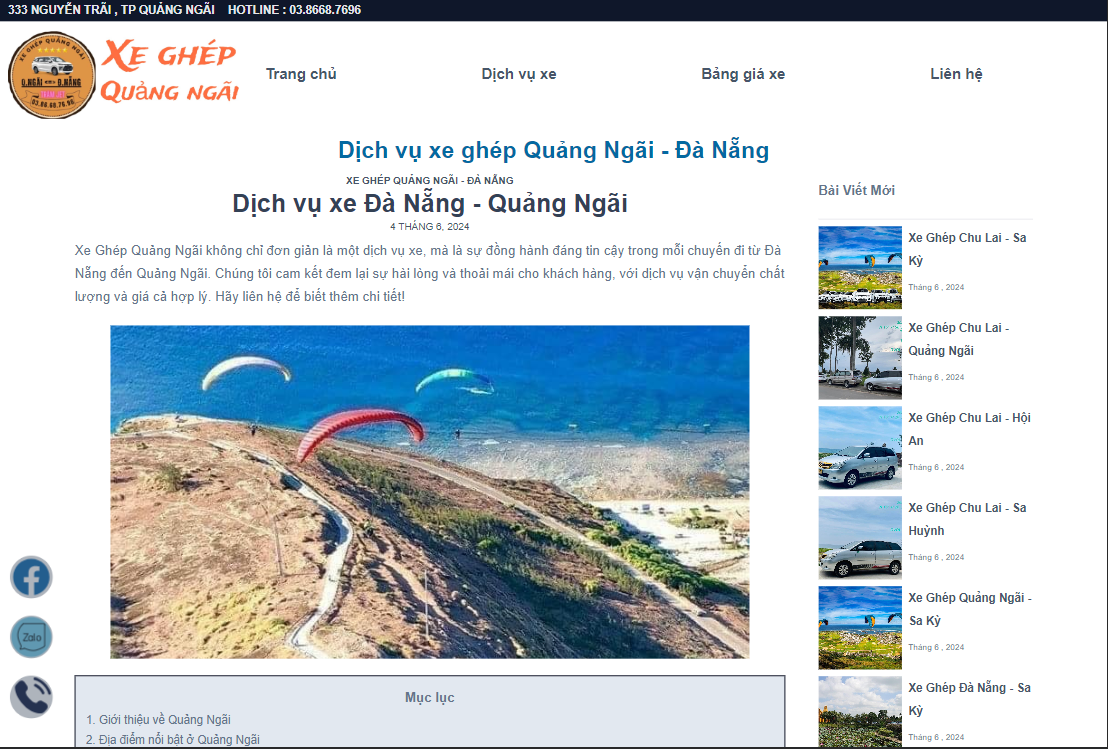 333 NGUYỄN TRÃI , TP QUẢNG NGÃI HOTLINE : 03.8668.7696
XE GHÉP QUẢNG NGÃI
Q.NGÃI Đ.NĂNG
03.86.68.76.96
XE GHÉP
QUẢNG NGÃI
Trang chủ
Dịch vụ xe
Bảng giá xe
Liên hệ
Dịch vụ xe ghép Quảng Ngãi - Đà Nẵng
XE GHÉP QUẢNG NGÃI - ĐÀ NẴNG
Dịch vụ xe Đà Nẵng - Quảng Ngãi
4 THÁNG 6, 2024
Xe Ghép Quảng Ngãi không chỉ đơn giản là một dịch vụ xe, mà là sự đồng hành đáng tin cậy trong mỗi chuyến đi từ Đà
Nẵng đến Quảng Ngãi. Chúng tôi cam kết đem lại sự hài lòng và thoải mái cho khách hàng, với dịch vụ vận chuyển chất
lượng và giá cả hợp lý. Hãy liên hệ để biết thêm chi tiết!
Mục lục
1. Giới thiệu về Quảng Ngãi
2. Địa điểm nổi bật ở Quảng Ngãi
Bài Viết Mới
Xe Ghép Chu Lai - Sa
Kỳ
Tháng 6 , 2024
Xe Ghép Chu Lai -
Quảng Ngãi
Tháng 6 , 2024
Xe Ghép Chu Lai - Hội
An
Tháng 6 , 2024
Xe Ghép Chu Lai - Sa
Huỳnh
Tháng 6 , 2024
Xe Ghép Quảng Ngãi -
Sa Kỳ
Tháng 6 , 2024
Xe Ghép Đà Nẵng - Sa
Kỳ
Tháng 6 , 2024
Zalo